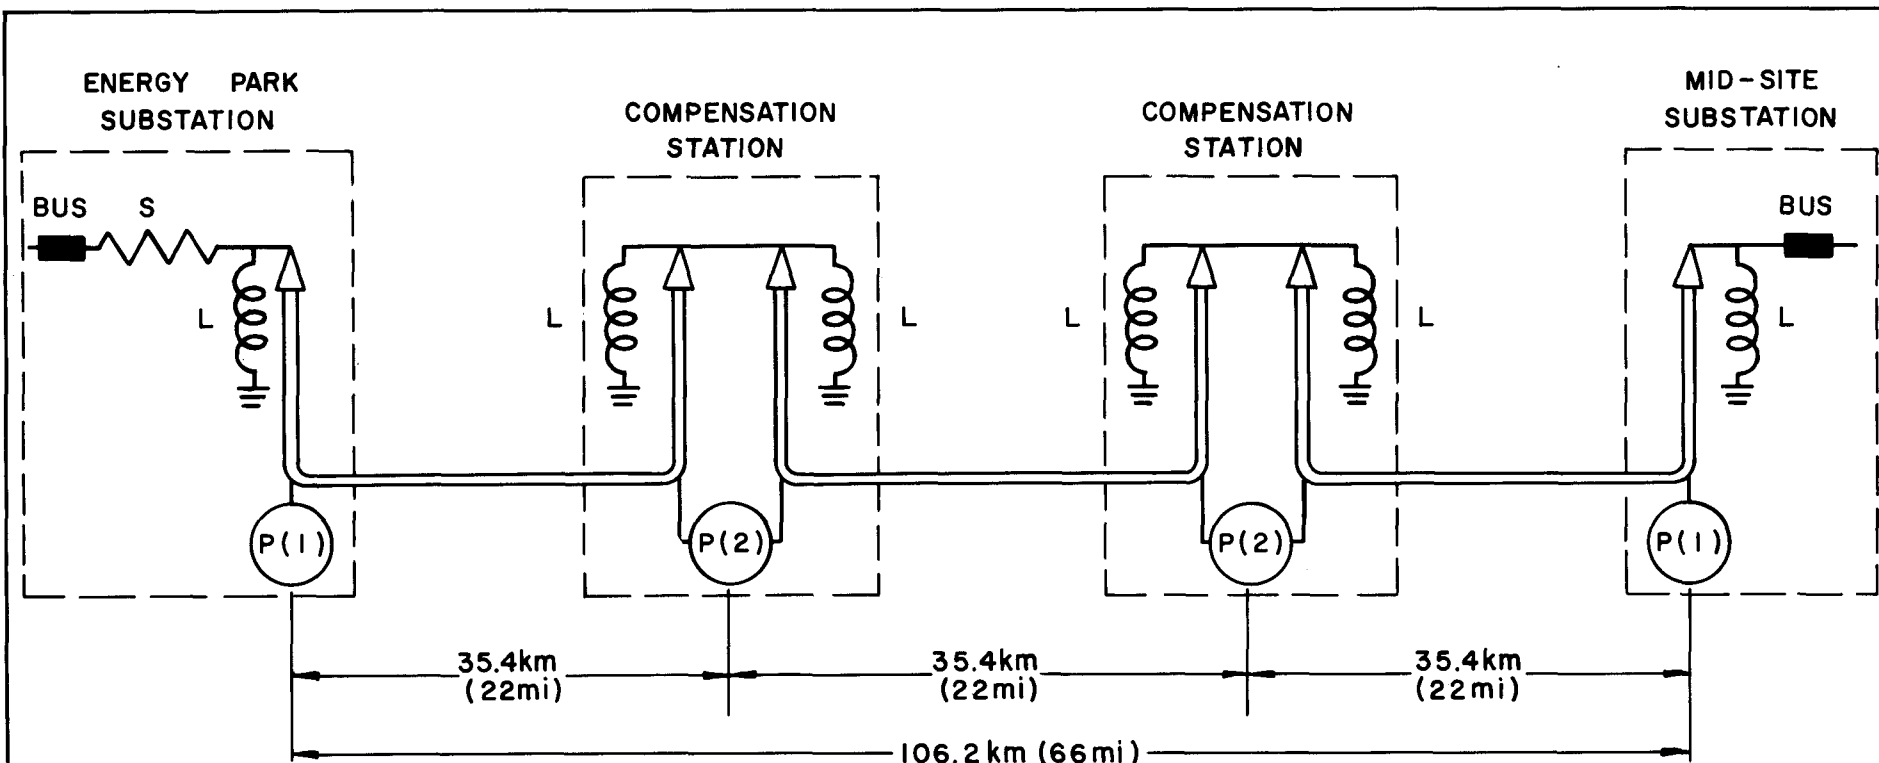 ENERGY PARK
SUBSTATION
COMPENSATION
STATION
COMPENSATION
STATION
MID-SITE
SUBSTATION
BUS S
BUS
L
L
L
L
L
L
P(1)
P(2)
P(2)
P(1)
35.4km
(22mi)
35.4km
(22mi)
35.4km
(22mi)
106.2km (66mi)